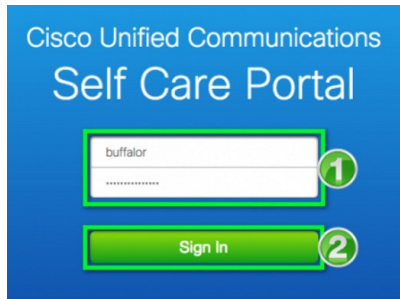 Cisco Unified Communications
Self Care Portal
buffalor
...............
1
Sign In
2